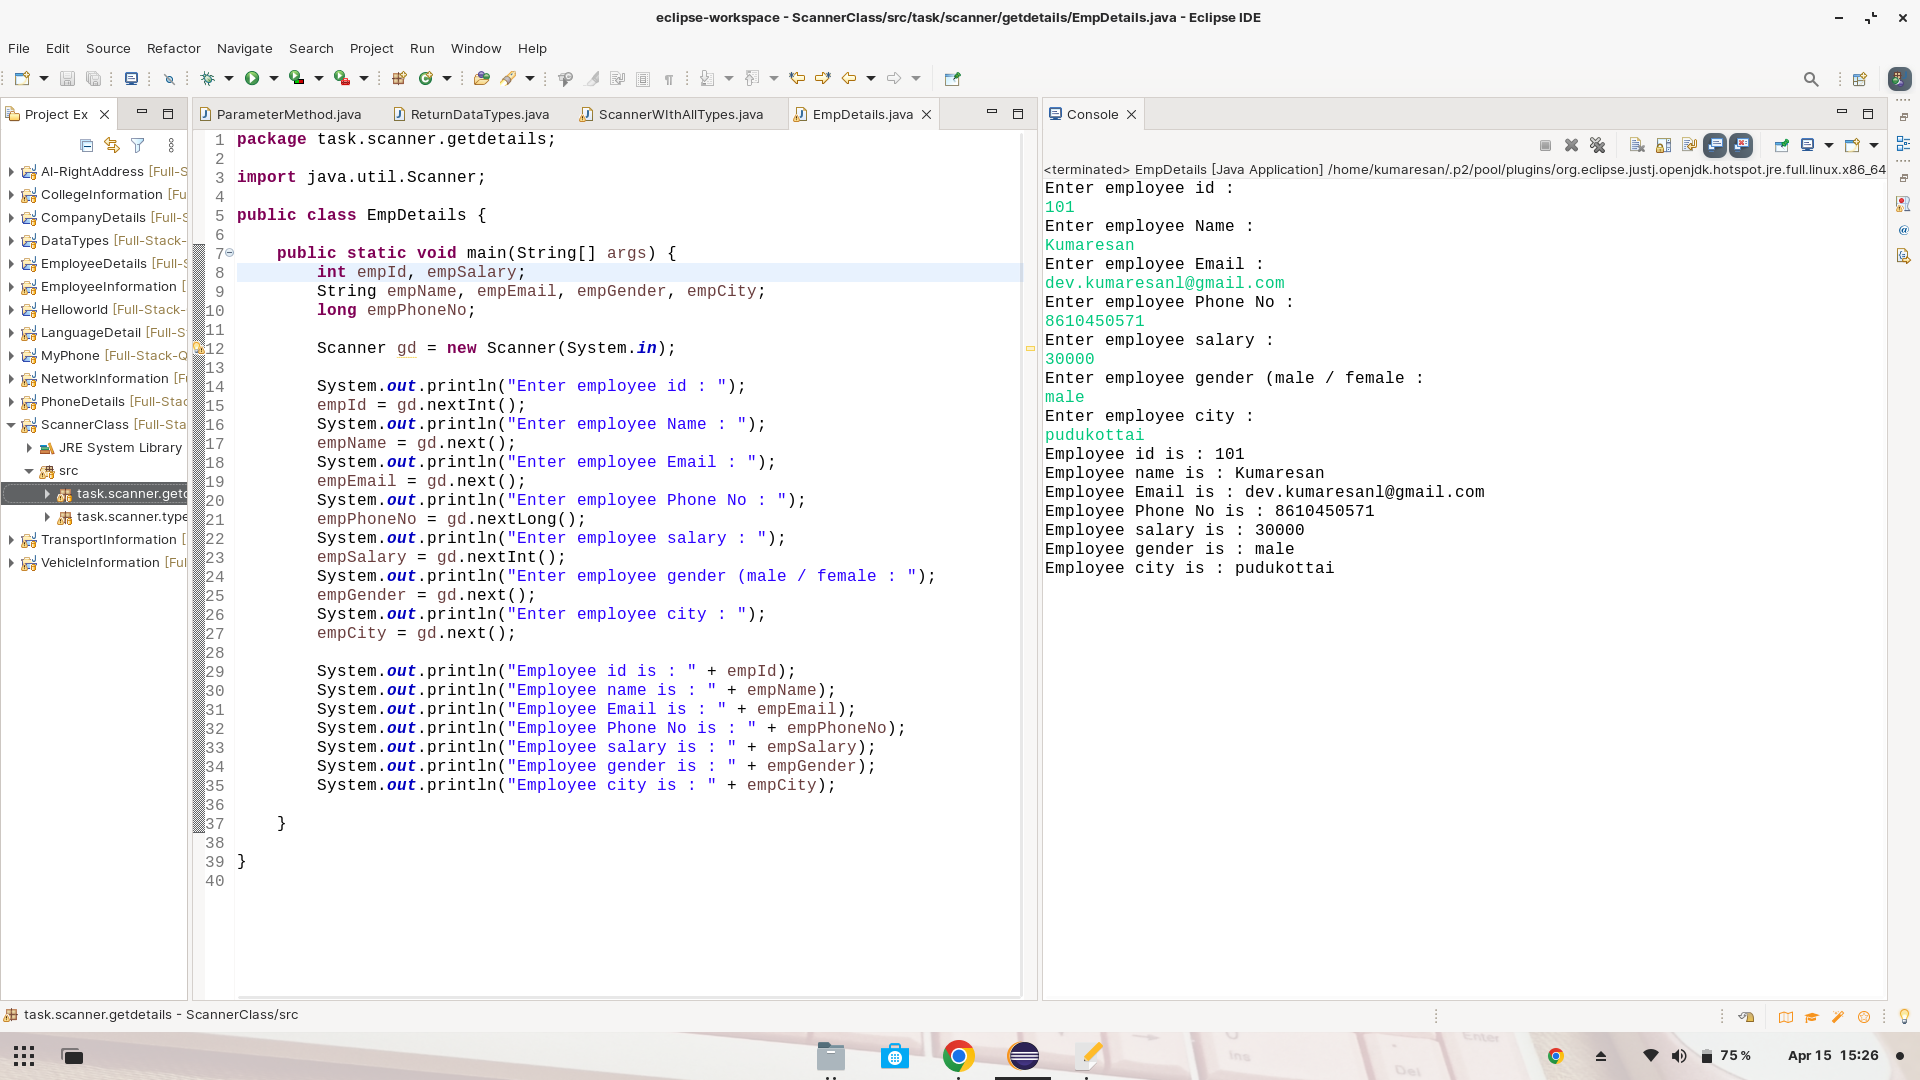 eclipse-workspace - ScannerClass/src/task/scanner/getdetails/EmpDetails.java - Eclipse IDE
File Edit Source Refactor Navigate Search Project Run Window Help
Project Ex
ParameterMethod.java ReturnDataTypes.java ScannerWIthAllTypes.java EmpDetails.java
Console
AI-RightAddress [Full-S
CollegeInformation [Fu
CompanyDetails [Full-S
DataTypes [Full-Stack-
EmployeeDetails [Full-S
EmployeeInformation [
Helloworld [Full-Stack-
LanguageDetail [Full-S
MyPhone [Full-Stack-Q
NetworkInformation [Fu
PhoneDetails [Full-Stac
ScannerClass [Full-Sta
JRE System Library
src
task.scanner.getd
task.scanner.type
TransportInformation [
VehicleInformation [Ful
1 package task.scanner.getdetails;
2
3 import java.util.Scanner;
4
5 public class EmpDetails {
6
7 public static void main(String[] args) {
8 int empId, empSalary;
9 String empName, empEmail, empGender, empCity;
10 long empPhoneNo;
11
12 Scanner gd = new Scanner(System.in);
13
14 System.out.println("Enter employee id : ");
15 empId = gd.nextInt();
16 System.out.println("Enter employee Name : ");
17 empName = gd.next();
18 System.out.println("Enter employee Email : ");
19 empEmail = gd.next();
20 System.out.println("Enter employee Phone No : ");
21 empPhoneNo = gd.nextLong();
22 System.out.println("Enter employee salary : ");
23 empSalary = gd.nextInt();
24 System.out.println("Enter employee gender (male / female : ");
25 empGender = gd.next();
26 System.out.println("Enter employee city : ");
27 empCity = gd.next();
28
29 System.out.println("Employee id is : " + empId);
30 System.out.println("Employee name is : " + empName);
31 System.out.println("Employee Email is : " + empEmail);
32 System.out.println("Employee Phone No is : " + empPhoneNo);
33 System.out.println("Employee salary is : " + empSalary);
34 System.out.println("Employee gender is : " + empGender);
35 System.out.println("Employee city is : " + empCity);
36
37 }
38
39 }
40
<terminated> EmpDetails [Java Application] /home/kumaresan/.p2/pool/plugins/org.eclipse.justj.openjdk.hotspot.jre.full.linux.x86_64
Enter employee id :
101
Enter employee Name :
Kumaresan
Enter employee Email :
dev.kumaresanl@gmail.com
Enter employee Phone No :
8610450571
Enter employee salary :
30000
Enter employee gender (male / female :
male
Enter employee city :
pudukottai
Employee id is : 101
Employee name is : Kumaresan
Employee Email is : dev.kumaresanl@gmail.com
Employee Phone No is : 8610450571
Employee salary is : 30000
Employee gender is : male
Employee city is : pudukottai
task.scanner.getdetails - ScannerClass/src
75 % Apr 15 15:26